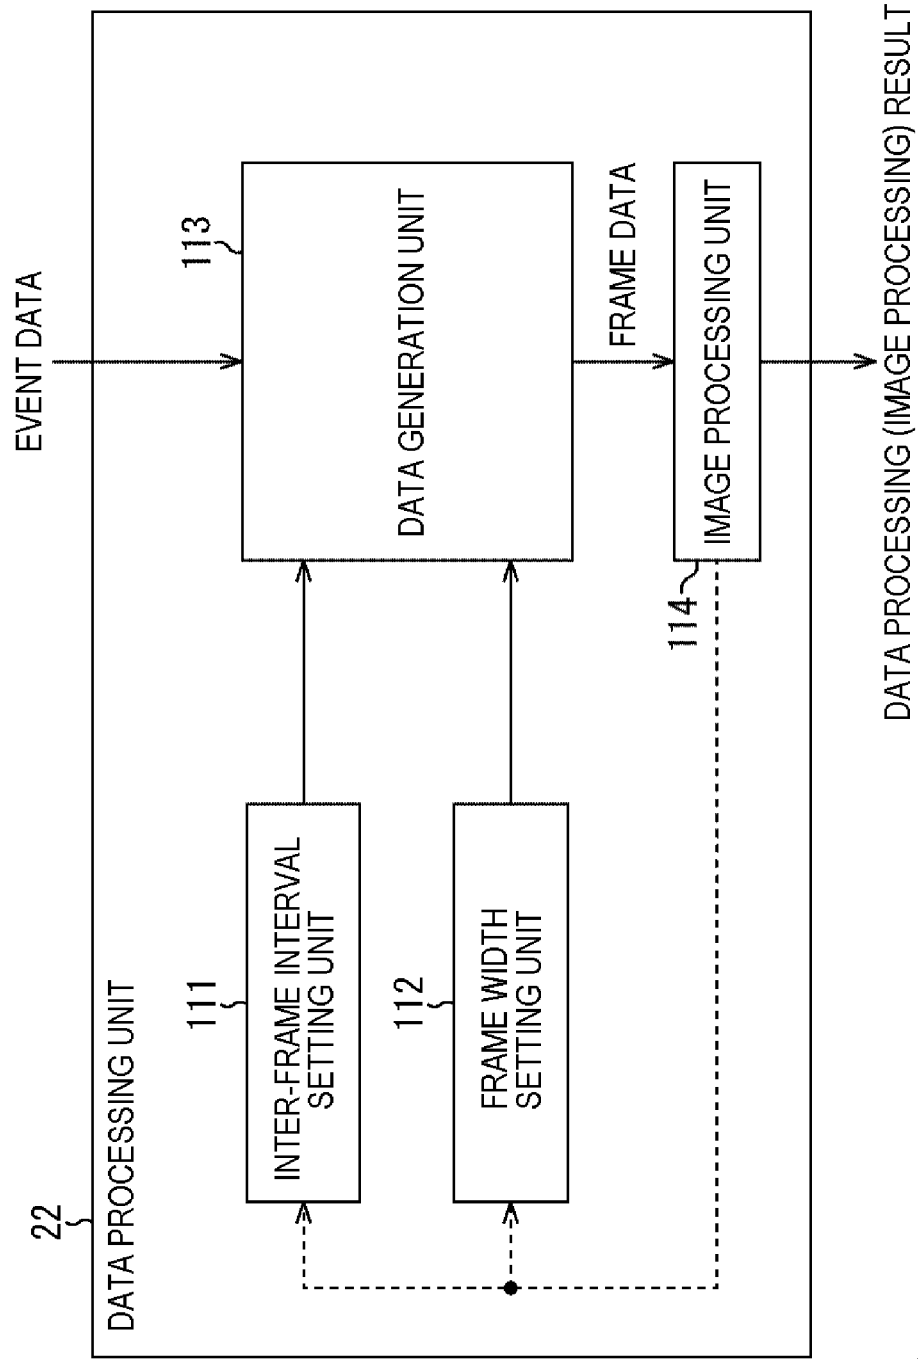 22
DATA PROCESSING UNIT
111
INTER-FRAME INTERVAL
SETTING UNIT
112
FRAME WIDTH
SETTING UNIT
EVENT DATA
113
DATA GENERATION UNIT
FRAME DATA
114
IMAGE PROCESSING UNIT
DATA PROCESSING (IMAGE PROCESSING) RESULT